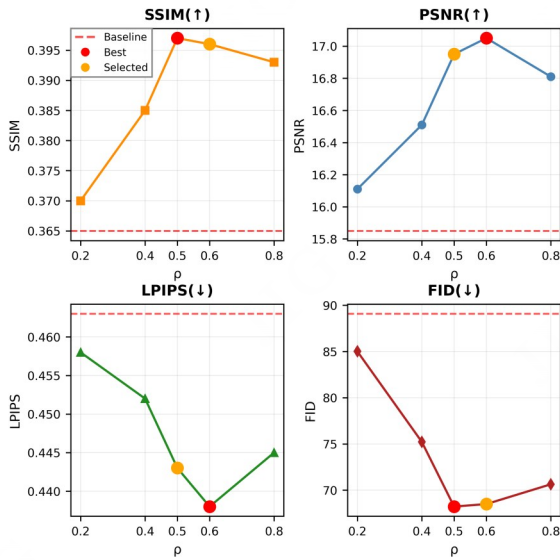 SSIM(↑)
Baseline
Best
Selected
0.395
0.390
0.385
0.380
0.375
0.370
0.365
SSIM
0.2 0.4 0.5 0.6 0.8
ρ
PSNR(↑)
17.0
16.8
16.6
16.4
16.2
16.0
15.8
PSNR
0.2 0.4 0.5 0.6 0.8
ρ
LPIPS(↓)
0.460
0.455
0.450
0.445
0.440
LPIPS
0.2 0.4 0.5 0.6 0.8
ρ
FID(↓)
90
85
80
75
70
FID
0.2 0.4 0.5 0.6 0.8
ρ